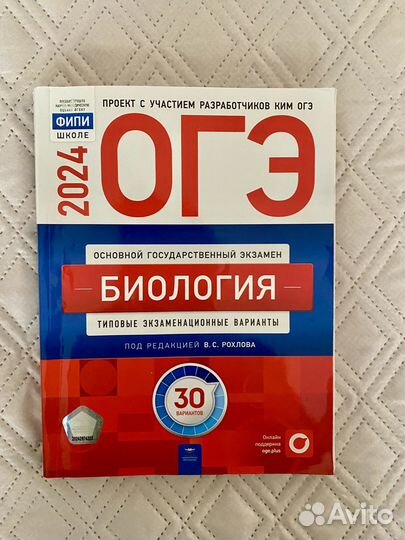 ПРОЕКТ С УЧАСТИЕМ РАЗРАБОТЧИКОВ КИМ ОГЭ
ФИПИ
ШКОЛЕ
2024
ОГЭ
ОСНОВНОЙ ГОСУДАРСТВЕННЫЙ ЭКЗАМЕН
БИОЛОГИЯ
ТИПОВЫЕ ЭКЗАМЕНАЦИОННЫЕ ВАРИАНТЫ
ПОД РЕДАКЦИЕЙ В.С. РОХЛОВА
30
ВАРИАНТОВ
Онлайн
поддержка
oge.plus
Avito